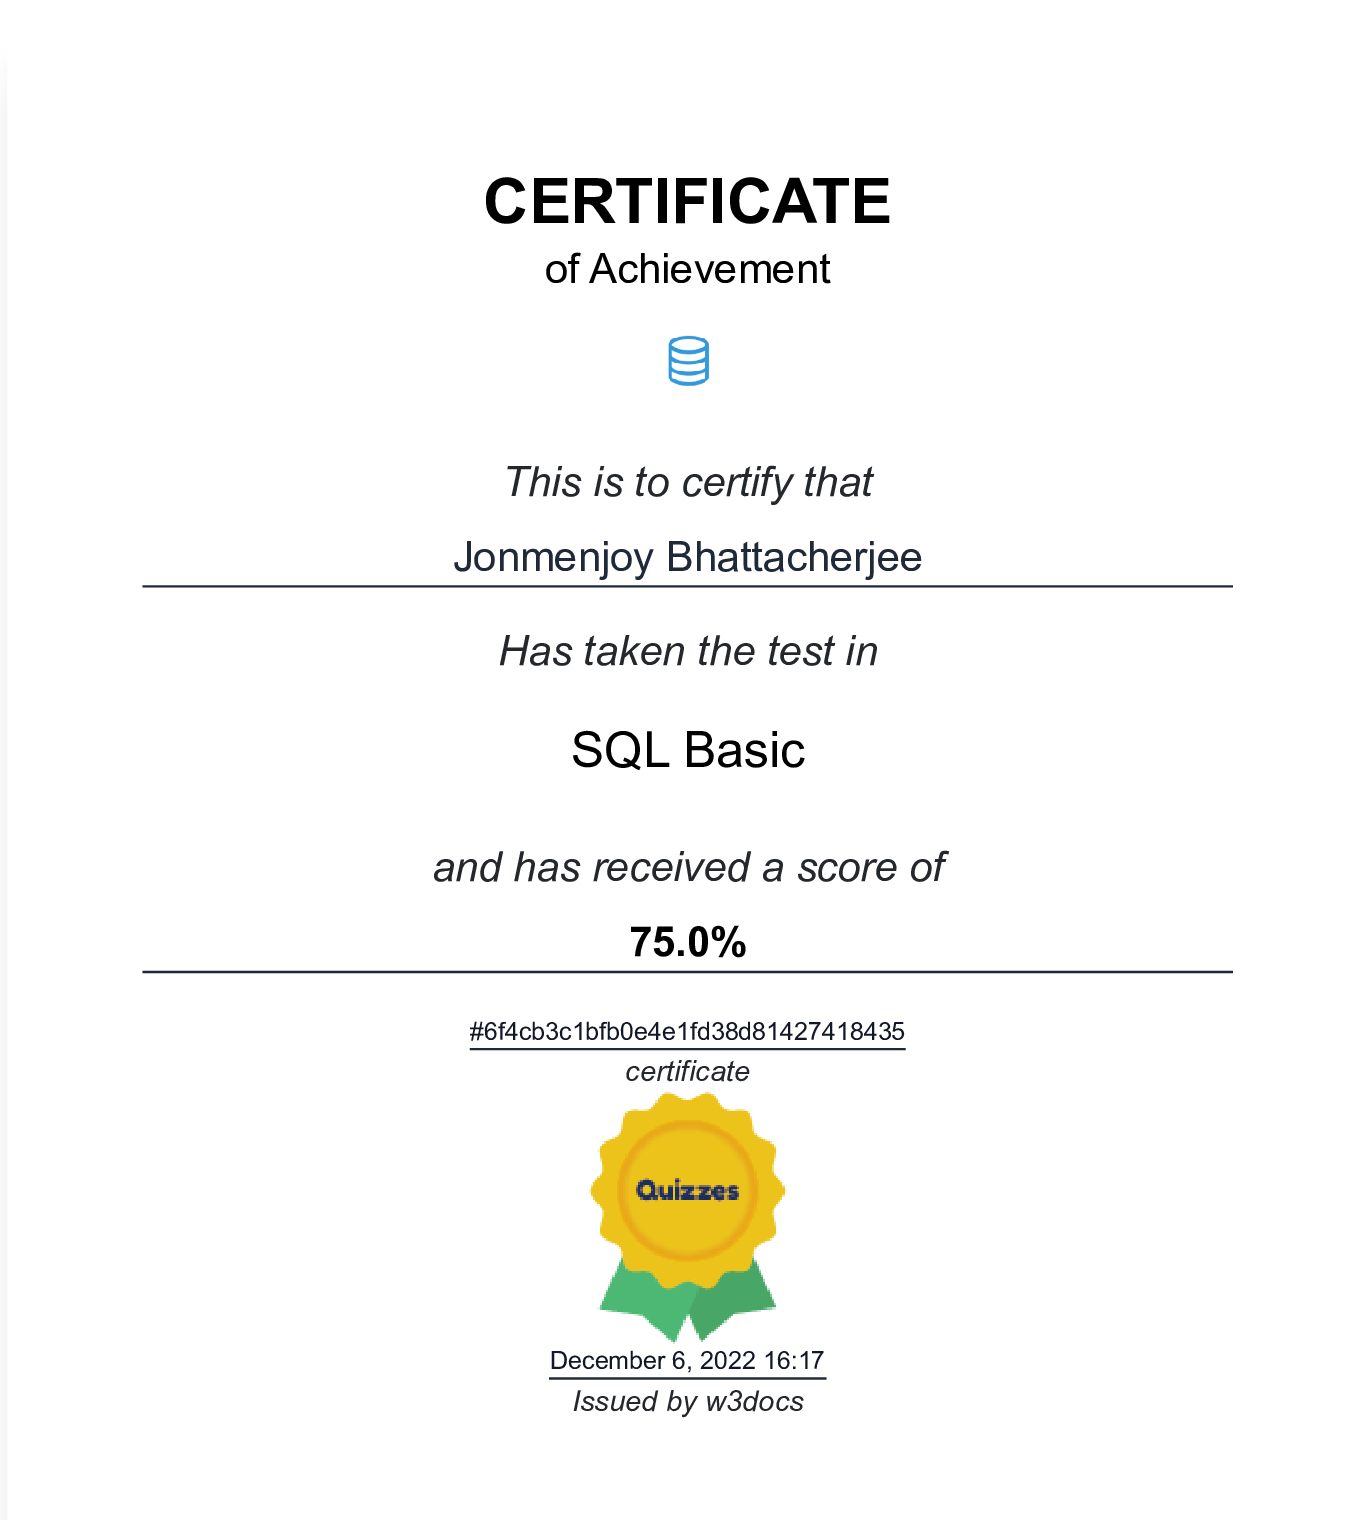 CERTIFICATE
of Achievement
This is to certify that
Jonmenjoy Bhattacherjee
Has taken the test in
SQL Basic
and has received a score of
75.0%
#6f4cb3c1bfb0e4e1fd38d81427418435
certificate
Quizzes
December 6, 2022 16:17
Issued by w3docs